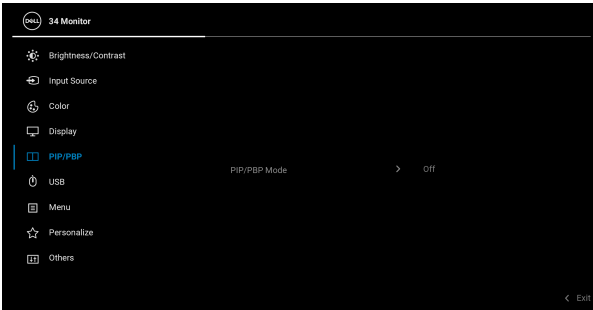 DELL
34 Monitor
Brightness/Contrast
Input Source
Color
Display
PIP/PBP
PIP/PBP Mode
Off
USB
Menu
Personalize
Others
Exit